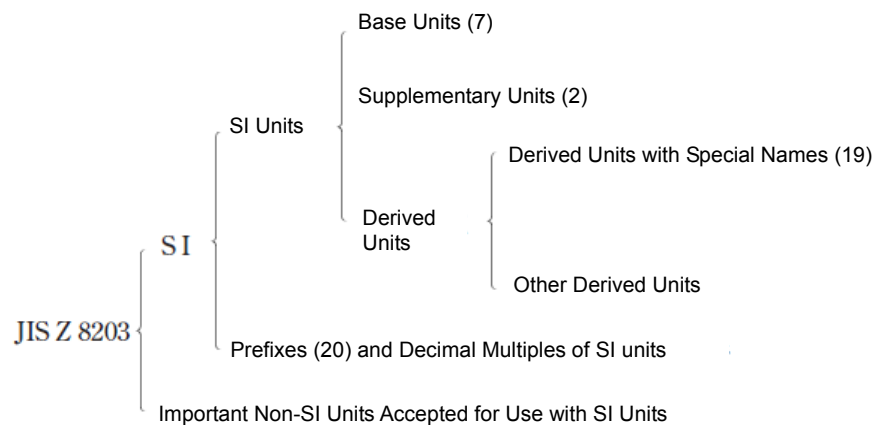 Base Units (7)
Supplementary Units (2)
SI Units
Derived Units with Special Names (19)
Derived
Units
SI
Other Derived Units
JIS Z 8203
Prefixes (20) and Decimal Multiples of SI units
Important Non-SI Units Accepted for Use with SI Units